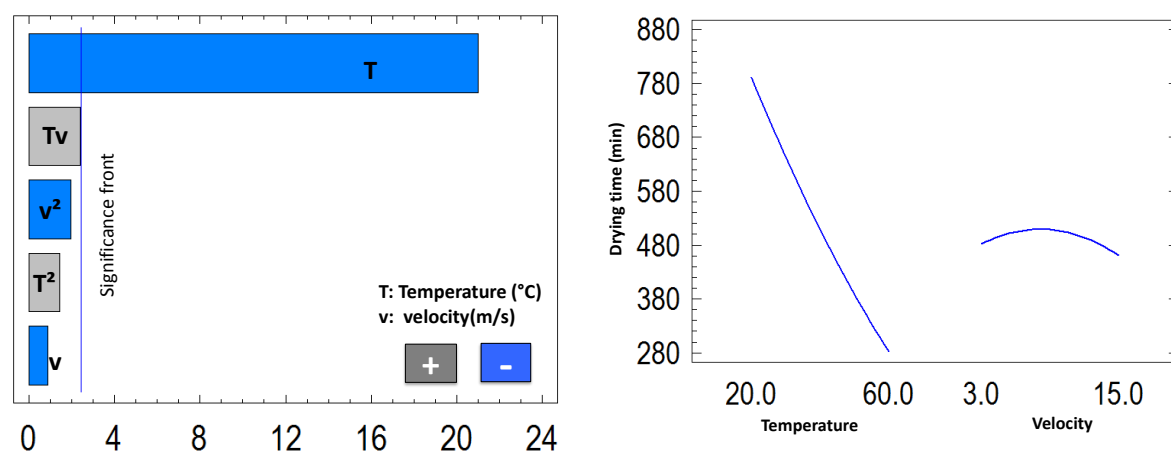 T
Tv
v²
T²
v
Significance front
T: Temperature (°C)
v: velocity(m/s)
+ -
0 4 8 12 16 20 24
Drying time (min)
880
780
680
580
480
380
280
20.0 60.0 3.0 15.0
Temperature Velocity